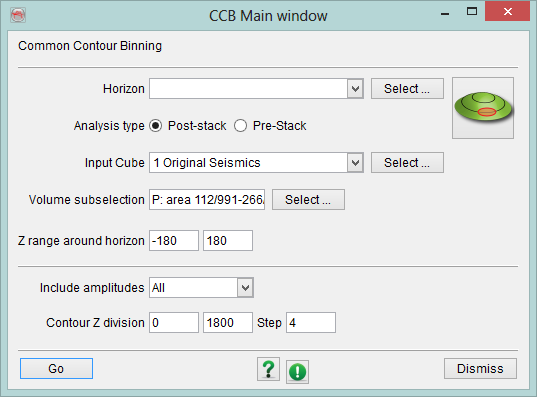 CCB Main window
Common Contour Binning
Horizon Select ...
Analysis type Post-stack Pre-Stack
Input Cube 1 Original Seismics Select ...
Volume subselection P: area 112/991-266/ Select ...
Z range around horizon -180 180
Include amplitudes All
Contour Z division 0 1800 Step 4
Go ? ! Dismiss